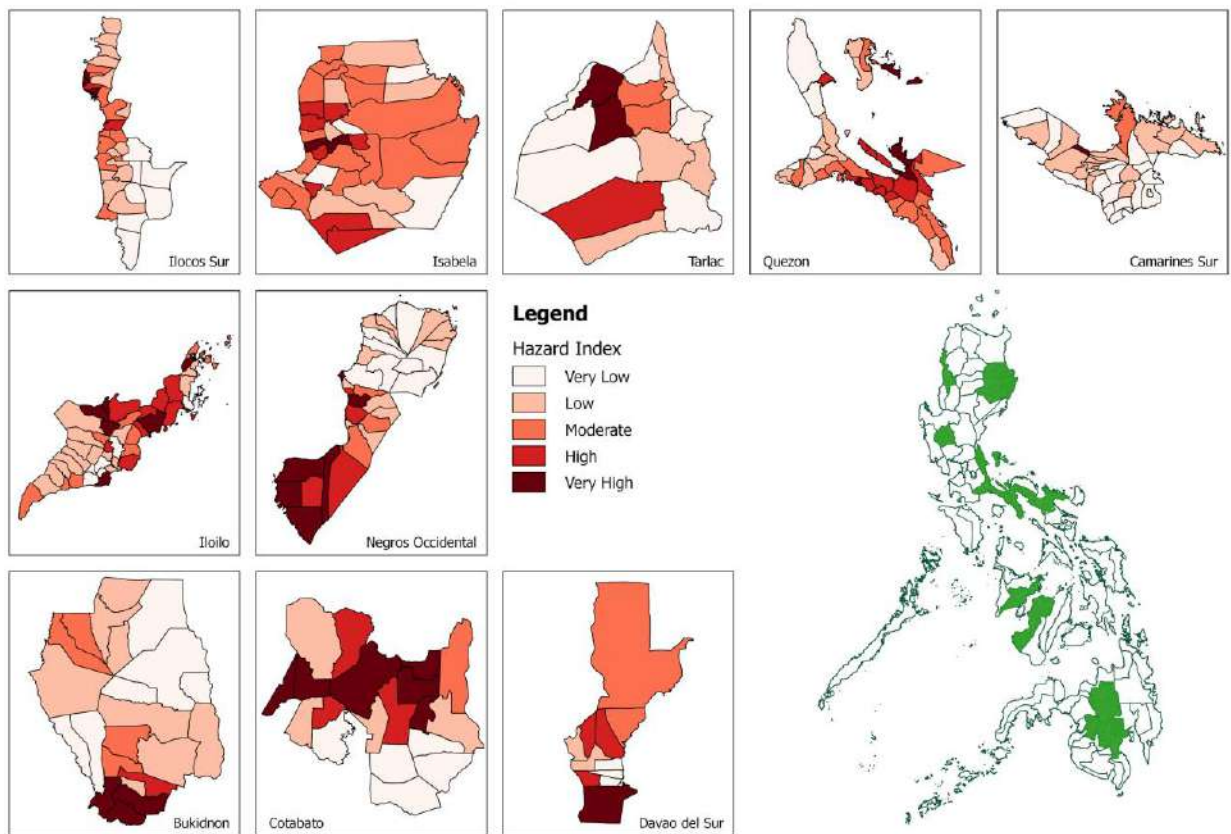 Ilocos Sur
Isabela
Tarlac
Quezon
Camarines Sur
Iloilo
Negros Occidental
Legend
Hazard Index
Very Low
Low
Moderate
High
Very High
Bukidnon
Cotabato
Davao del Sur